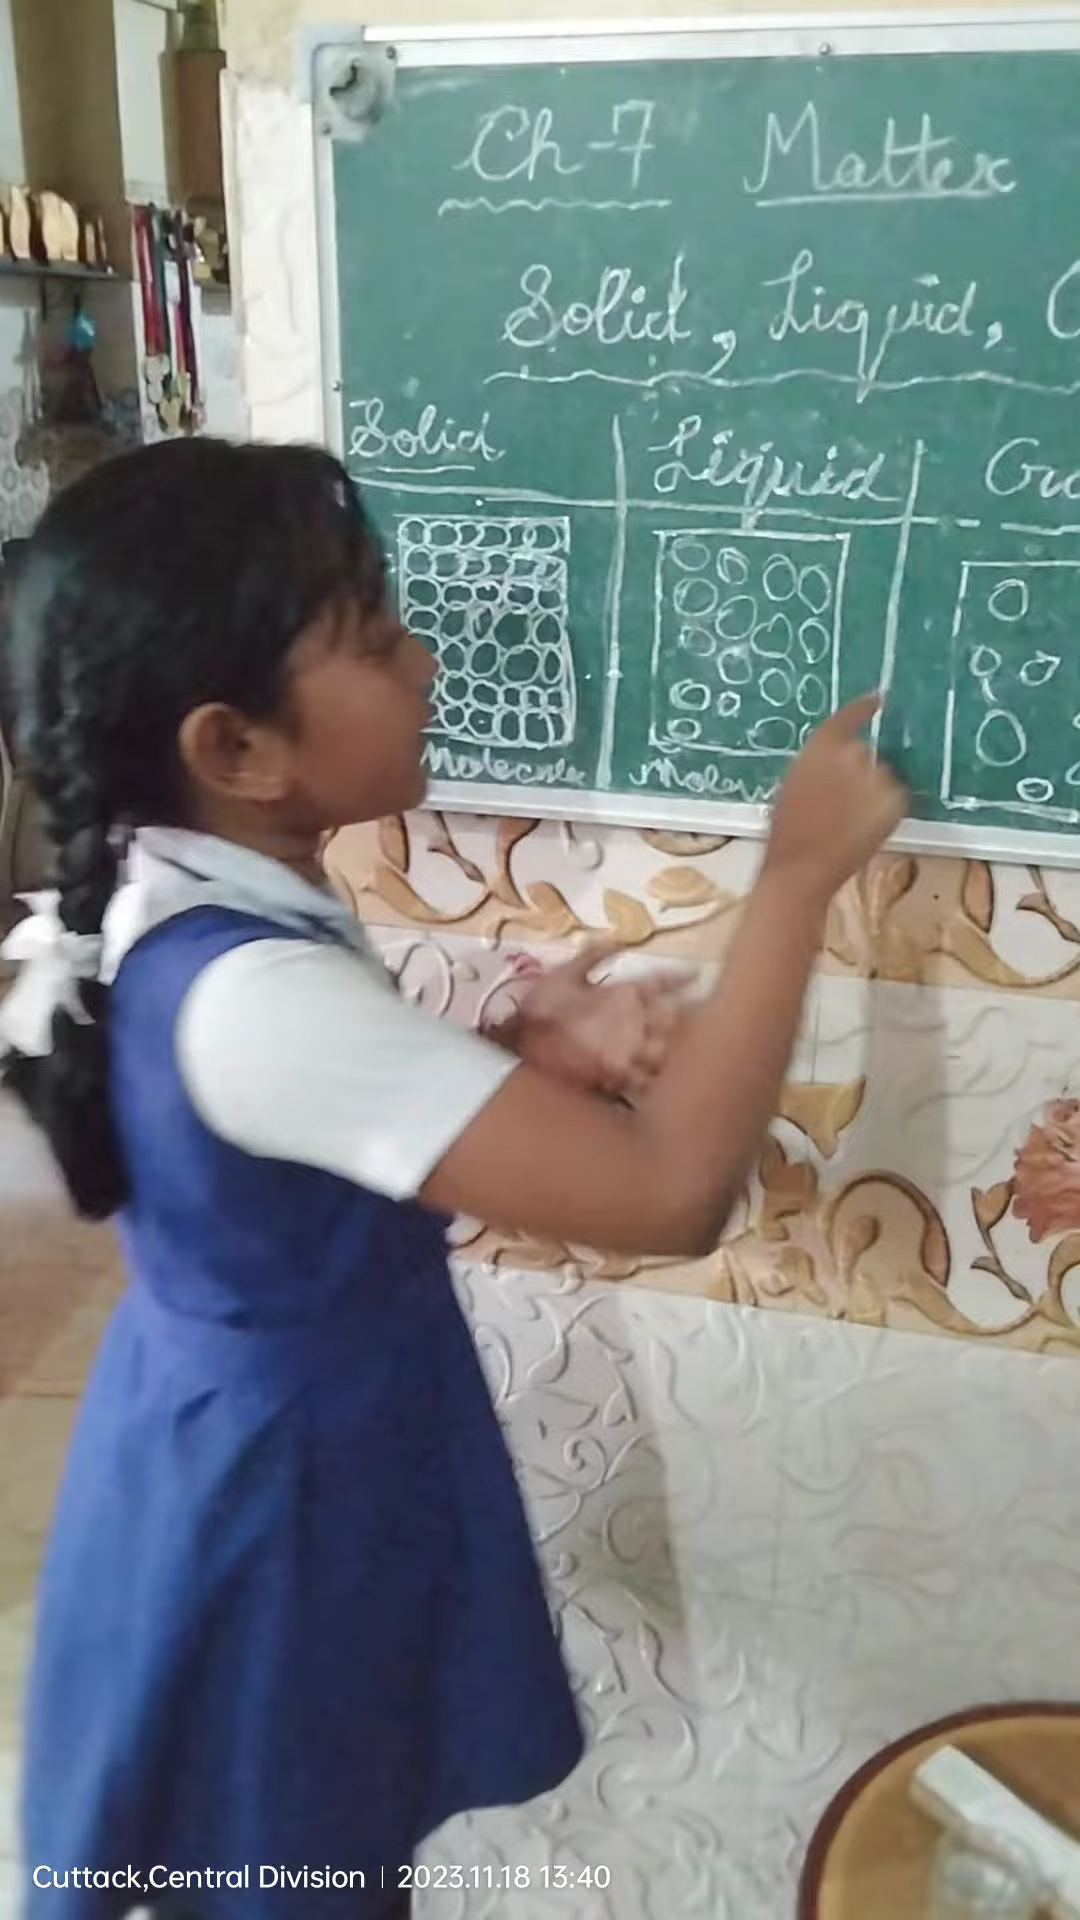 Ch-7 Matter
Solid, Liquid,
Solid Liquid
Molecule
Cuttack,Central Division | 2023.11.18 13:40